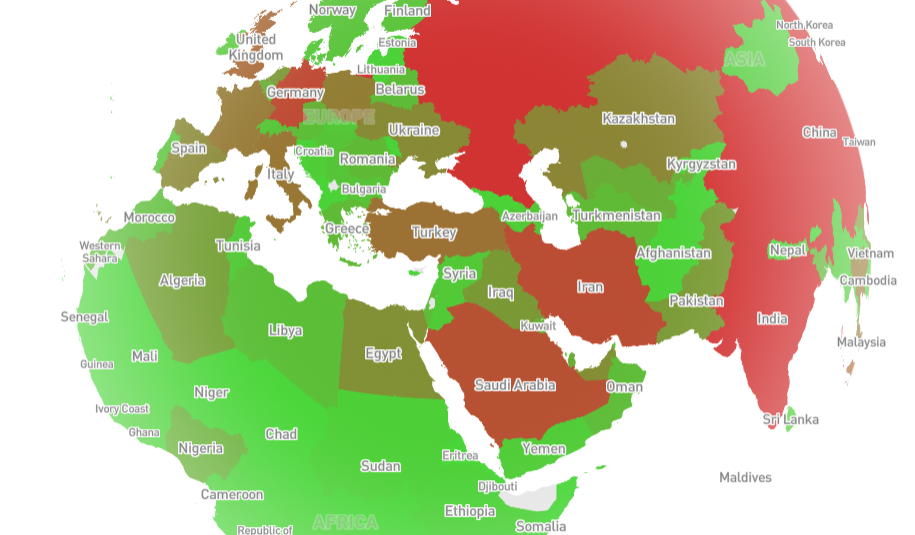 Norway
Finland
North Korea
United
Kingdom
Estonia
South Korea
ASIA
Lithuania
Germany
Belarus
EUROPE
Kazakhstan
Ukraine
China
Taiwan
Spain
Croatia
Romania
Kyrgyzstan
Italy
Bulgaria
Morocco
Azerbaijan
Turkmenistan
Greece
Turkey
Western
Sahara
Tunisia
Afghanistan
Nepal
Vietnam
Syria
Algeria
Iraq
Iran
Cambodia
Pakistan
Senegal
Libya
Kuwait
India
Malaysia
Guinea
Mali
Egypt
Niger
Saudi Arabia
Oman
Ivory Coast
Ghana
Chad
Sri Lanka
Nigeria
Eritrea
Yemen
Sudan
Maldives
Cameroon
Djibouti
Ethiopia
AFRICA
Somalia
Republic of